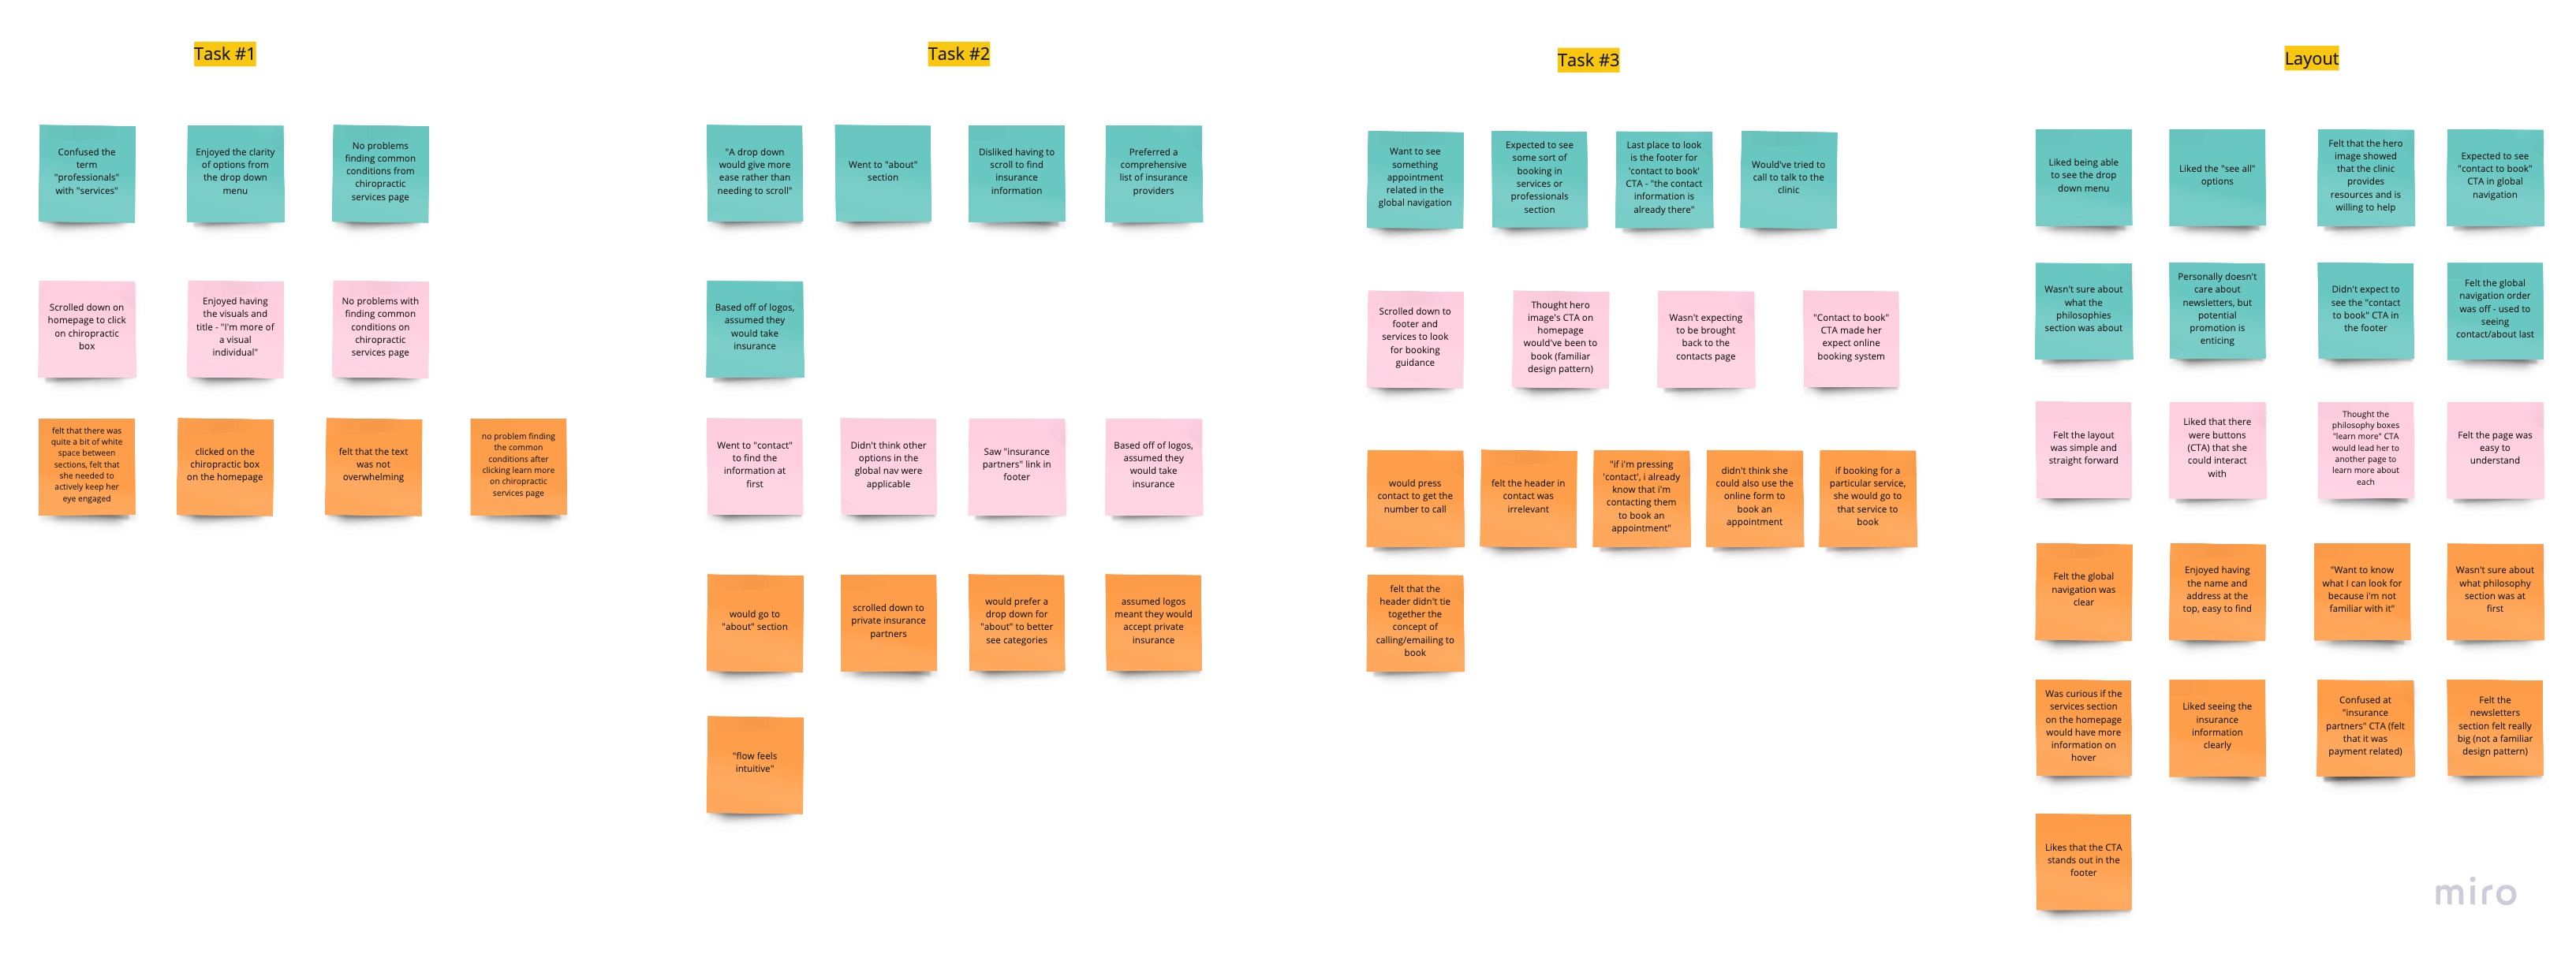 Task #1
Confused the
term
"professionals"
with "services"
Enjoyed the clarity
of options from
the drop down
menu
No problems
finding common
conditions from
chiropractic
services page
Scrolled down on
homepage to click
on chiropractic
box
Enjoyed having
the visuals and
title - "I'm more of
a visual
individual"
No problems with
finding common
conditions on
chiropractic
services page
felt that there was
quite a bit of white
space between
sections, felt that
she needed to
actively keep her
eye engaged
clicked on the
chiropractic box
on the homepage
felt that the text
was not
overwhelming
no problem finding
the common
conditions after
clicking learn more
on chiropractic
services page
Task #2
"A drop down
would give more
ease rather than
needing to scroll"
Went to "about"
section
Disliked having to
scroll to find
insurance
information
Preferred a
comprehensive
list of insurance
providers
Based off of logos,
assumed they
would take
insurance
Went to "contact"
to find the
information at
first
Didn't think other
options in the
global nav were
applicable
Saw "insurance
partners" link in
footer
Based off of logos,
assumed they
would take
insurance
would go to
"about" section
scrolled down to
private insurance
partners
would prefer a
drop down for
"about" to better
see categories
assumed logos
meant they would
accept private
insurance
"flow feels
intuitive"
Task #3
Want to see
something
appointment
related in the
global navigation
Expected to see
some sort of
booking in
services or
professionals
section
Last place to look
is the footer for
'contact to book'
CTA - "the contact
information is
already there"
Would've tried to
call to talk to the
clinic
Scrolled down to
footer and
services to look
for booking
guidance
Thought hero
image's CTA on
homepage
would've been to
book (familiar
design pattern)
Wasn't expecting
to be brought
back to the
contacts page
"Contact to book"
CTA made her
expect online
booking system
would press
contact to get the
number to call
felt the header in
contact was
irrelevant
"if i'm pressing
'contact', i already
know that i'm
contacting them
to book an
appointment"
didn't think she
could also use the
online form to
book an
appointment
if booking for a
particular service,
she would go to
that service to
book
felt that the
header didn't tie
together the
concept of
calling/emailing to
book
Layout
Liked being able
to see the drop
down menu
Liked the "see all"
options
Felt that the hero
image showed
that the clinic
provides
resources and is
willing to help
Expected to see
"contact to book"
CTA in global
navigation
Wasn't sure about
what the
philosophies
section was about
Personally doesn't
care about
newsletters, but
potential
promotion is
enticing
Didn't expect to
see the "contact
to book" CTA in
the footer
Felt the global
navigation order
was off - used to
seeing
contact/about last
Felt the layout
was simple and
straight forward
Liked that there
were buttons
(CTA) that she
could interact
with
Thought the
philosophy boxes
"learn more" CTA
would lead her to
another page to
learn more about
each
Felt the page was
easy to
understand
Felt the global
navigation was
clear
Enjoyed having
the name and
address at the
top, easy to find
"Want to know
what I can look for
because i'm not
familiar with it"
Wasn't sure about
what philosophy
section was at
first
Was curious if the
services section
on the homepage
would have more
information on
hover
Liked seeing the
insurance
information
clearly
Confused at
"insurance
partners" CTA (felt
that it was
payment related)
Felt the
newsletters
section felt really
big (not a familiar
design pattern)
Likes that the CTA
stands out in the
footer
miro